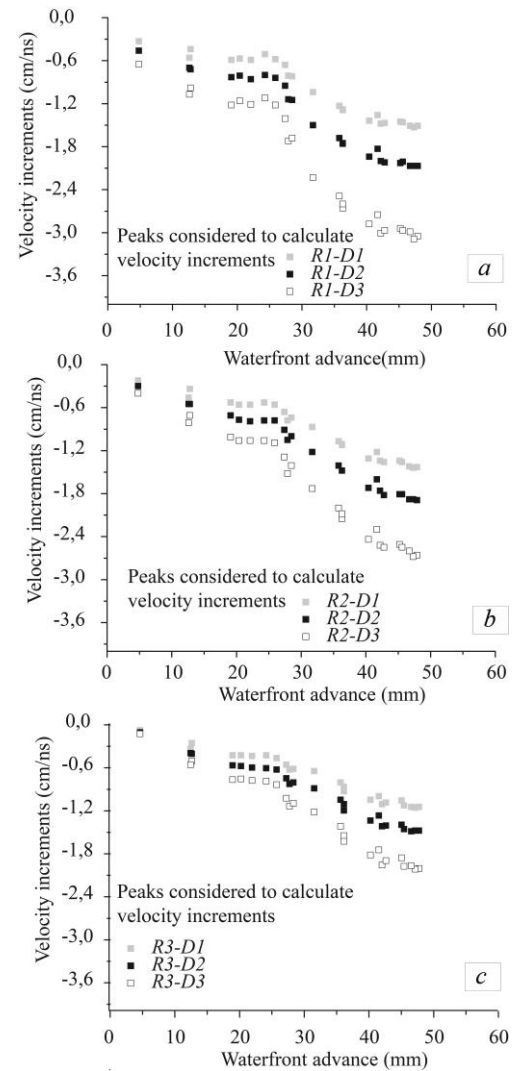 0,0
-0,6
-1,2
-1,8
-2,4
-3,0
-3,6
Velocity increments (cm/ns)
Peaks considered to calculate
velocity increments
R1-D1
R1-D2
R1-D3
a
0 10 20 30 40 50 60
Waterfront advance(mm)
0,0
-0,6
-1,2
-1,8
-2,4
-3,0
-3,6
Velocity increments (cm/ns)
Peaks considered to calculate
velocity increments
R2-D1
R2-D2
R2-D3
b
0 10 20 30 40 50 60
Waterfront advance (mm)
0,0
-0,6
-1,2
-1,8
-2,4
-3,0
-3,6
Velocity increments (cm/ns)
Peaks considered to calculate
velocity increments
R3-D1
R3-D2
R3-D3
c
0 10 20 30 40 50 60
Waterfront advance (mm)